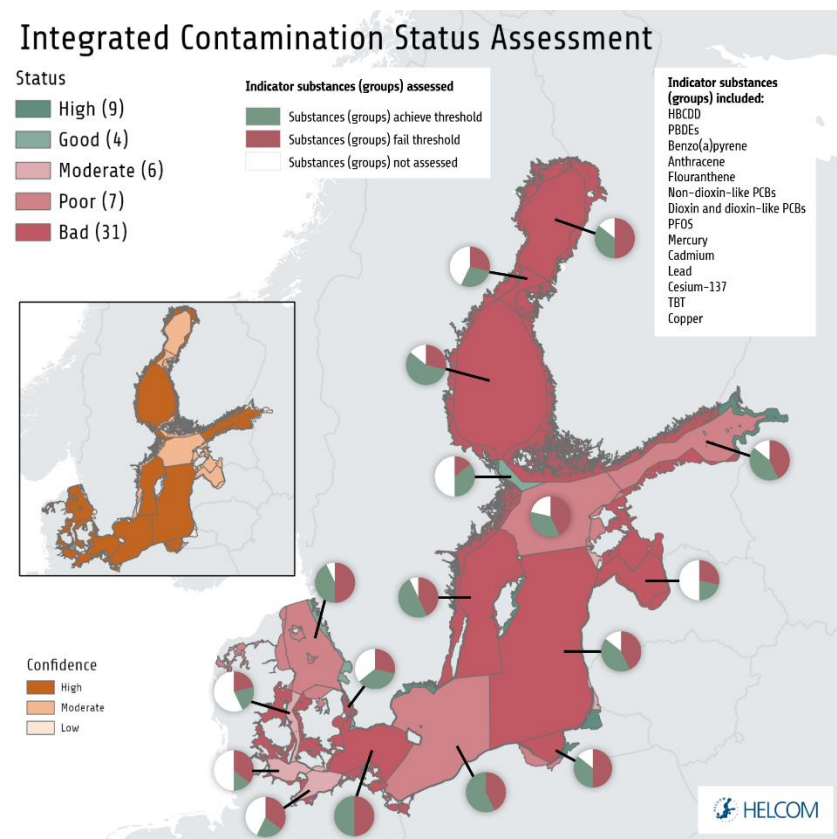 Integrated Contamination Status Assessment
Status
High (9)
Good (4)
Moderate (6)
Poor (7)
Bad (31)
Indicator substances (groups) assessed
Substances (groups) achieve threshold
Substances (groups) fail threshold
Substances (groups) not assessed
Indicator substances
(groups) included:
HBCDD
PBDEs
Benzo(a)pyrene
Anthracene
Flouranthene
Non-dioxin-like PCBs
Dioxin and dioxin-like PCBs
PFOS
Mercury
Cadmium
Lead
Cesium-137
TBT
Copper
Confidence
High
Moderate
Low
HELCOM